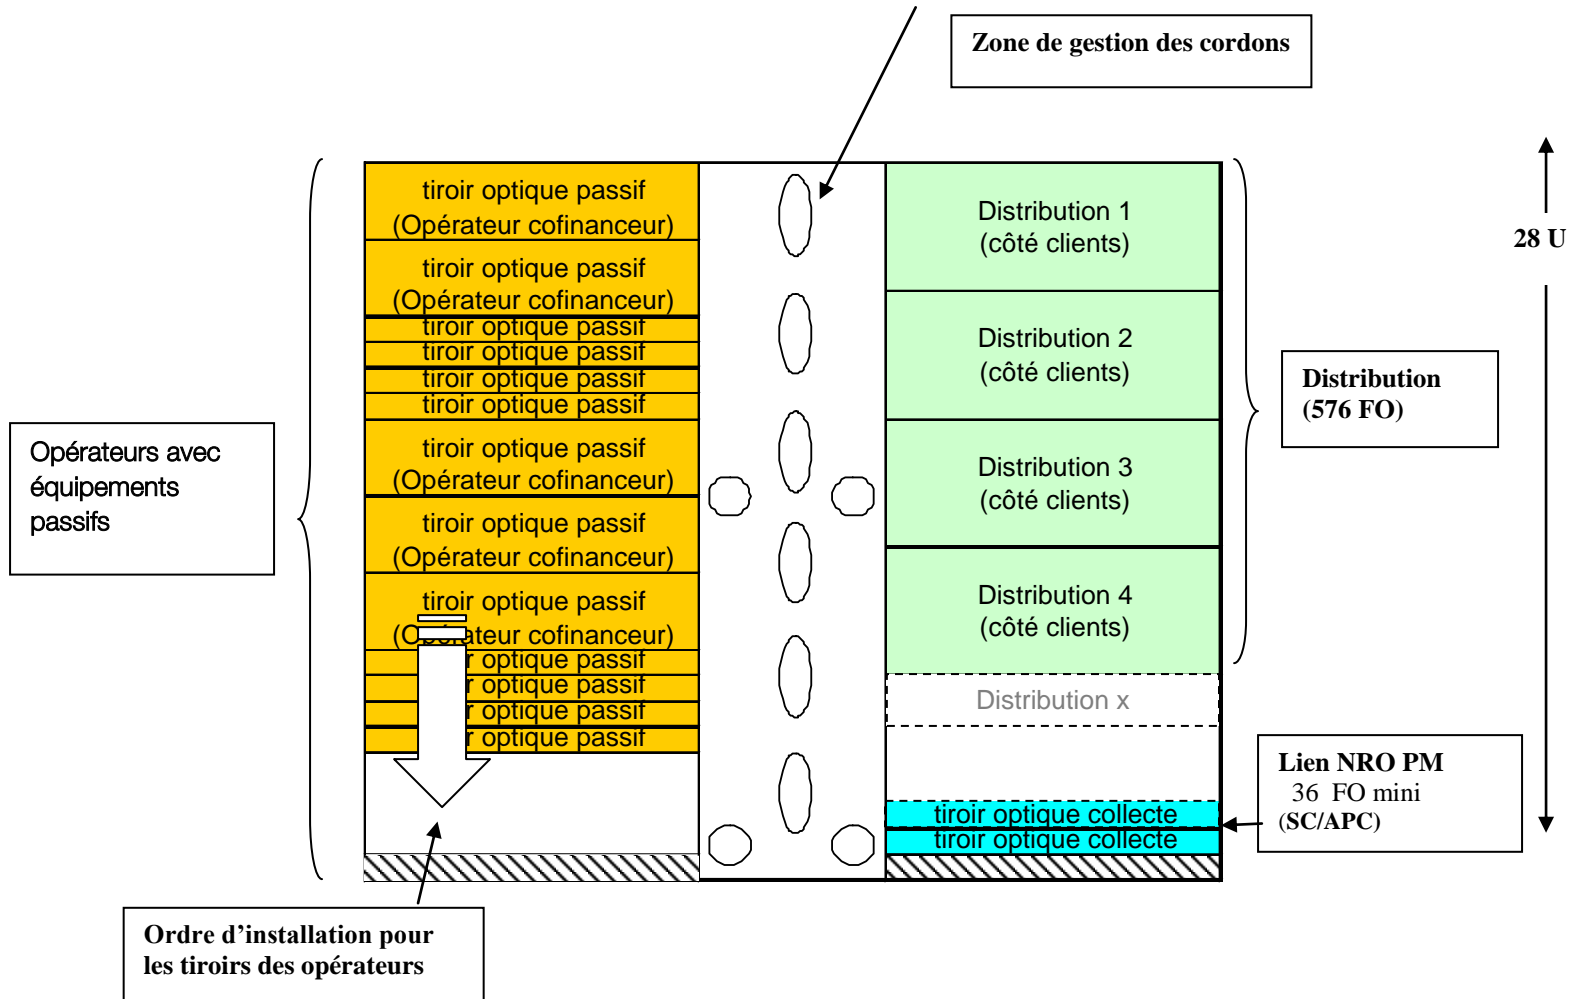 Zone de gestion des cordons
tiroir optique passif
(Opérateur cofinanceur)
tiroir optique passif
(Opérateur cofinanceur)
tiroir optique passif
tiroir optique passif
tiroir optique passif
tiroir optique passif
tiroir optique passif
(Opérateur cofinanceur)
tiroir optique passif
(Opérateur cofinanceur)
tiroir optique passif
(Opérateur cofinanceur)
r optique passif
r optique passif
r optique passif
r optique passif
Distribution 1
(côté clients)
Distribution 2
(côté clients)
Distribution 3
(côté clients)
Distribution 4
(côté clients)
Distribution x
tiroir optique collecte
tiroir optique collecte
28 U
Distribution
(576 FO)
Opérateurs avec
équipements
passifs
Lien NRO PM
36 FO mini
(SC/APC)
Ordre d’installation pour
les tiroirs des opérateurs